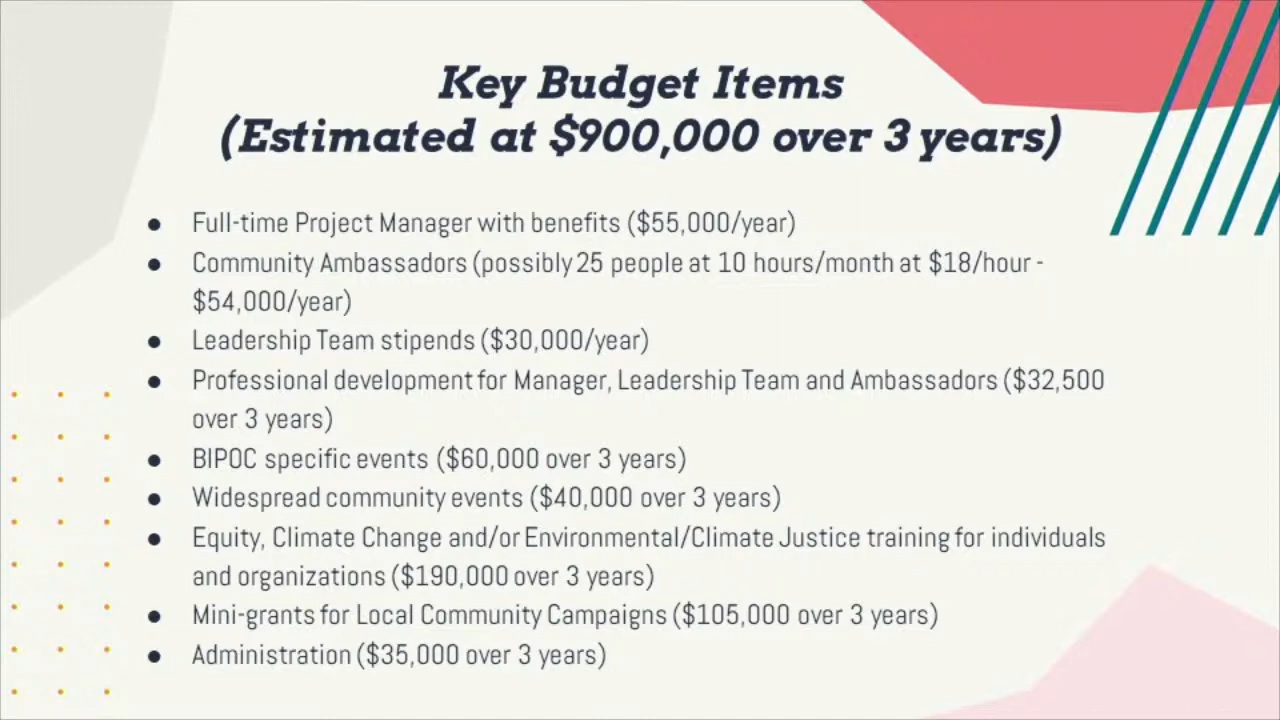 Key Budget Items
(Estimated at $900,000 over 3 years)
● Full-time Project Manager with benefits ($55,000/year)
● Community Ambassadors (possibly 25 people at 10 hours/month at $18/hour -
$54,000/year)
● Leadership Team stipends ($30,000/year)
● Professional development for Manager, Leadership Team and Ambassadors ($32,500
over 3 years)
● BIPOC specific events ($60,000 over 3 years)
● Widespread community events ($40,000 over 3 years)
● Equity, Climate Change and/or Environmental/Climate Justice training for individuals
and organizations ($190,000 over 3 years)
● Mini-grants for Local Community Campaigns ($105,000 over 3 years)
● Administration ($35,000 over 3 years)